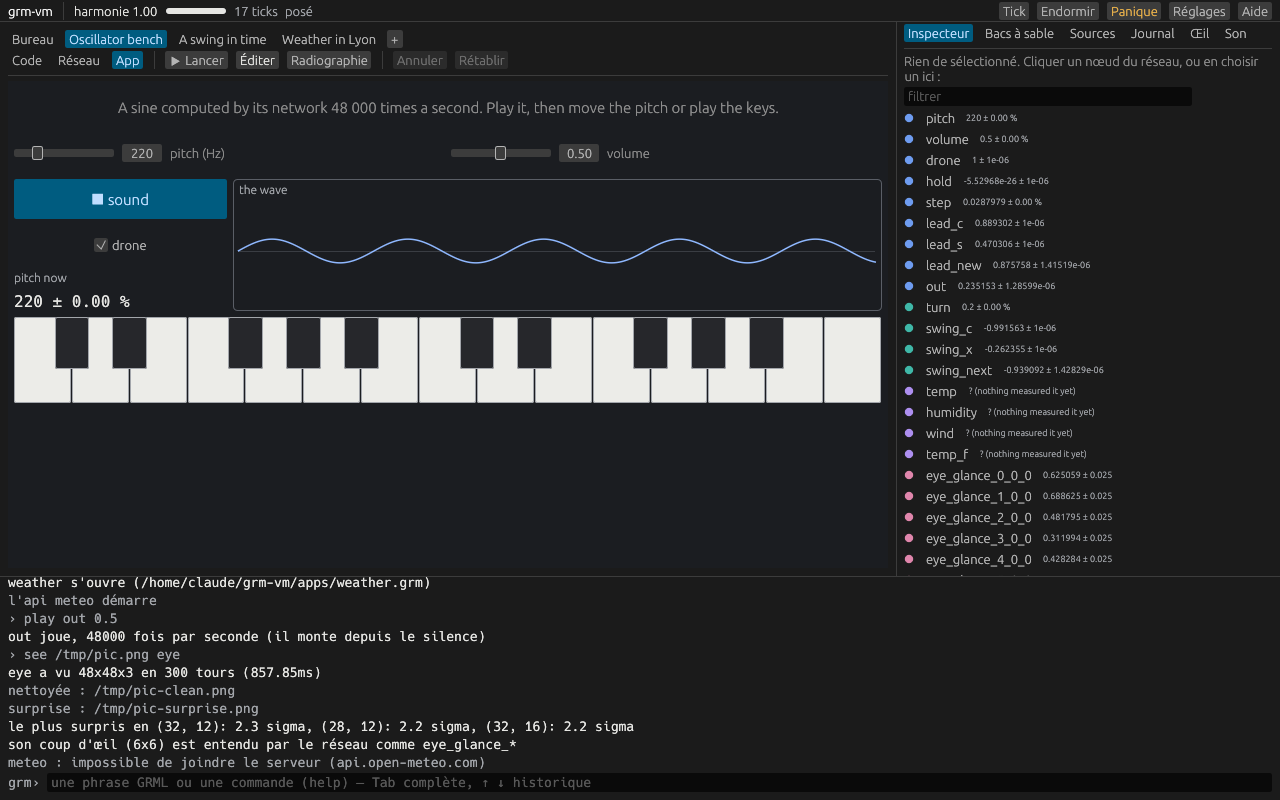 grm-vm harmonie 1.00 17 ticks posé Tick Endormir Panique Réglages Aide
Bureau Oscillator bench A swing in time Weather in Lyon +
Code Réseau App ▶ Lancer Éditer Radiographie Annuler Rétablir
A sine computed by its network 48 000 times a second. Play it, then move the pitch or play the keys.
220 pitch (Hz) 0.50 volume
■ sound
the wave
drone
pitch now
220 ± 0.00 %
Inspecteur Bacs à sable Sources Journal Œil Son
Rien de sélectionné. Cliquer un nœud du réseau, ou en choisir
un ici :
filtrer
pitch 220 ± 0.00 %
volume 0.5 ± 0.00 %
drone 1 ± 1e-06
hold -5.52968e-26 ± 1e-06
step 0.0287979 ± 0.00 %
lead_c 0.889302 ± 1e-06
lead_s 0.470306 ± 1e-06
lead_new 0.875758 ± 1.41519e-06
out 0.235153 ± 1.28599e-06
turn 0.2 ± 0.00 %
swing_c -0.991563 ± 1e-06
swing_x -0.262355 ± 1e-06
swing_next -0.939092 ± 1.42829e-06
temp ? (nothing measured it yet)
humidity ? (nothing measured it yet)
wind ? (nothing measured it yet)
temp_f ? (nothing measured it yet)
eye_glance_0_0_0 0.625059 ± 0.025
eye_glance_1_0_0 0.688625 ± 0.025
eye_glance_2_0_0 0.481795 ± 0.025
eye_glance_3_0_0 0.311994 ± 0.025
eye_glance_4_0_0 0.428284 ± 0.025
weather s'ouvre (/home/claude/grm-vm/apps/weather.grm)
l'api meteo démarre
› play out 0.5
out joue, 48000 fois par seconde (il monte depuis le silence)
› see /tmp/pic.png eye
eye a vu 48x48x3 en 300 tours (857.85ms)
nettoyée : /tmp/pic-clean.png
surprise : /tmp/pic-surprise.png
le plus surpris en (32, 12): 2.3 sigma, (28, 12): 2.2 sigma, (32, 16): 2.2 sigma
son coup d'œil (6x6) est entendu par le réseau comme eye_glance_*
meteo : impossible de joindre le serveur (api.open-meteo.com)
grm› une phrase GRML ou une commande (help) — Tab complète, ↑ ↓ historique